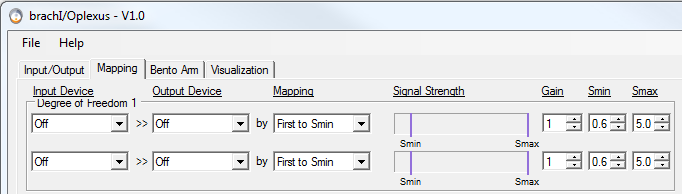 brachI/Oplexus - V1.0
File Help
Input/Output Mapping Bento Arm Visualization
Input Device Output Device Mapping Signal Strength Gain Smin Smax
Degree of Freedom 1
Off >> Off by First to Smin 1 0.6 5.0
Smin Smax
Off >> Off by First to Smin 1 0.6 5.0
Smin Smax